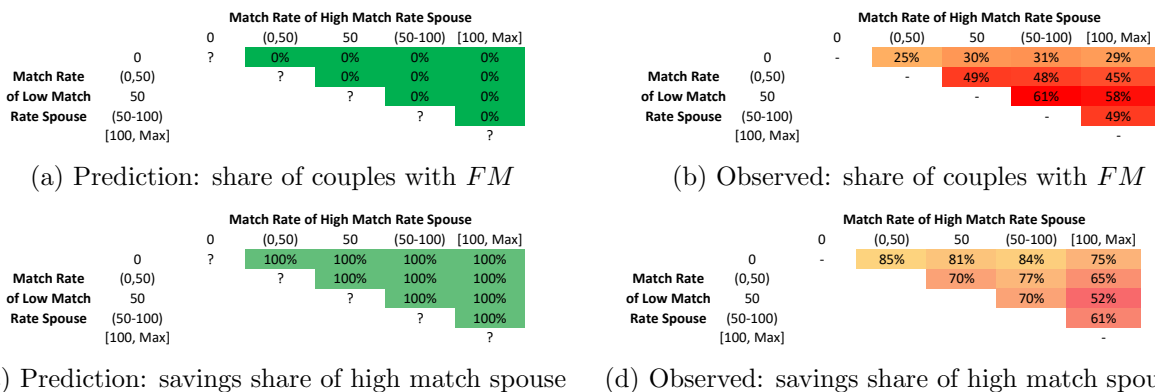 Match Rate of High Match Rate Spouse
0 (0,50) 50 (50-100) [100, Max]
0 ? 0% 0% 0% 0%
Match Rate (0,50) ? 0% 0% 0%
of Low Match 50 ? 0% 0%
Rate Spouse (50-100) ? 0%
[100, Max] ?
(a) Prediction: share of couples with FM
Match Rate of High Match Rate Spouse
0 (0,50) 50 (50-100) [100, Max]
0 - 25% 30% 31% 29%
Match Rate (0,50) - 49% 48% 45%
of Low Match 50 - 61% 58%
Rate Spouse (50-100) - 49%
[100, Max] -
(b) Observed: share of couples with FM
Match Rate of High Match Rate Spouse
0 (0,50) 50 (50-100) [100, Max]
0 ? 100% 100% 100% 100%
Match Rate (0,50) ? 100% 100% 100%
of Low Match 50 ? 100% 100%
Rate Spouse (50-100) ? 100%
[100, Max] ?
) Prediction: savings share of high match spouse
Match Rate of High Match Rate Spouse
0 (0,50) 50 (50-100) [100, Max]
0 - 85% 81% 84% 75%
Match Rate (0,50) 70% 77% 65%
of Low Match 50 70% 52%
Rate Spouse (50-100) 61%
[100, Max] -
(d) Observed: savings share of high match